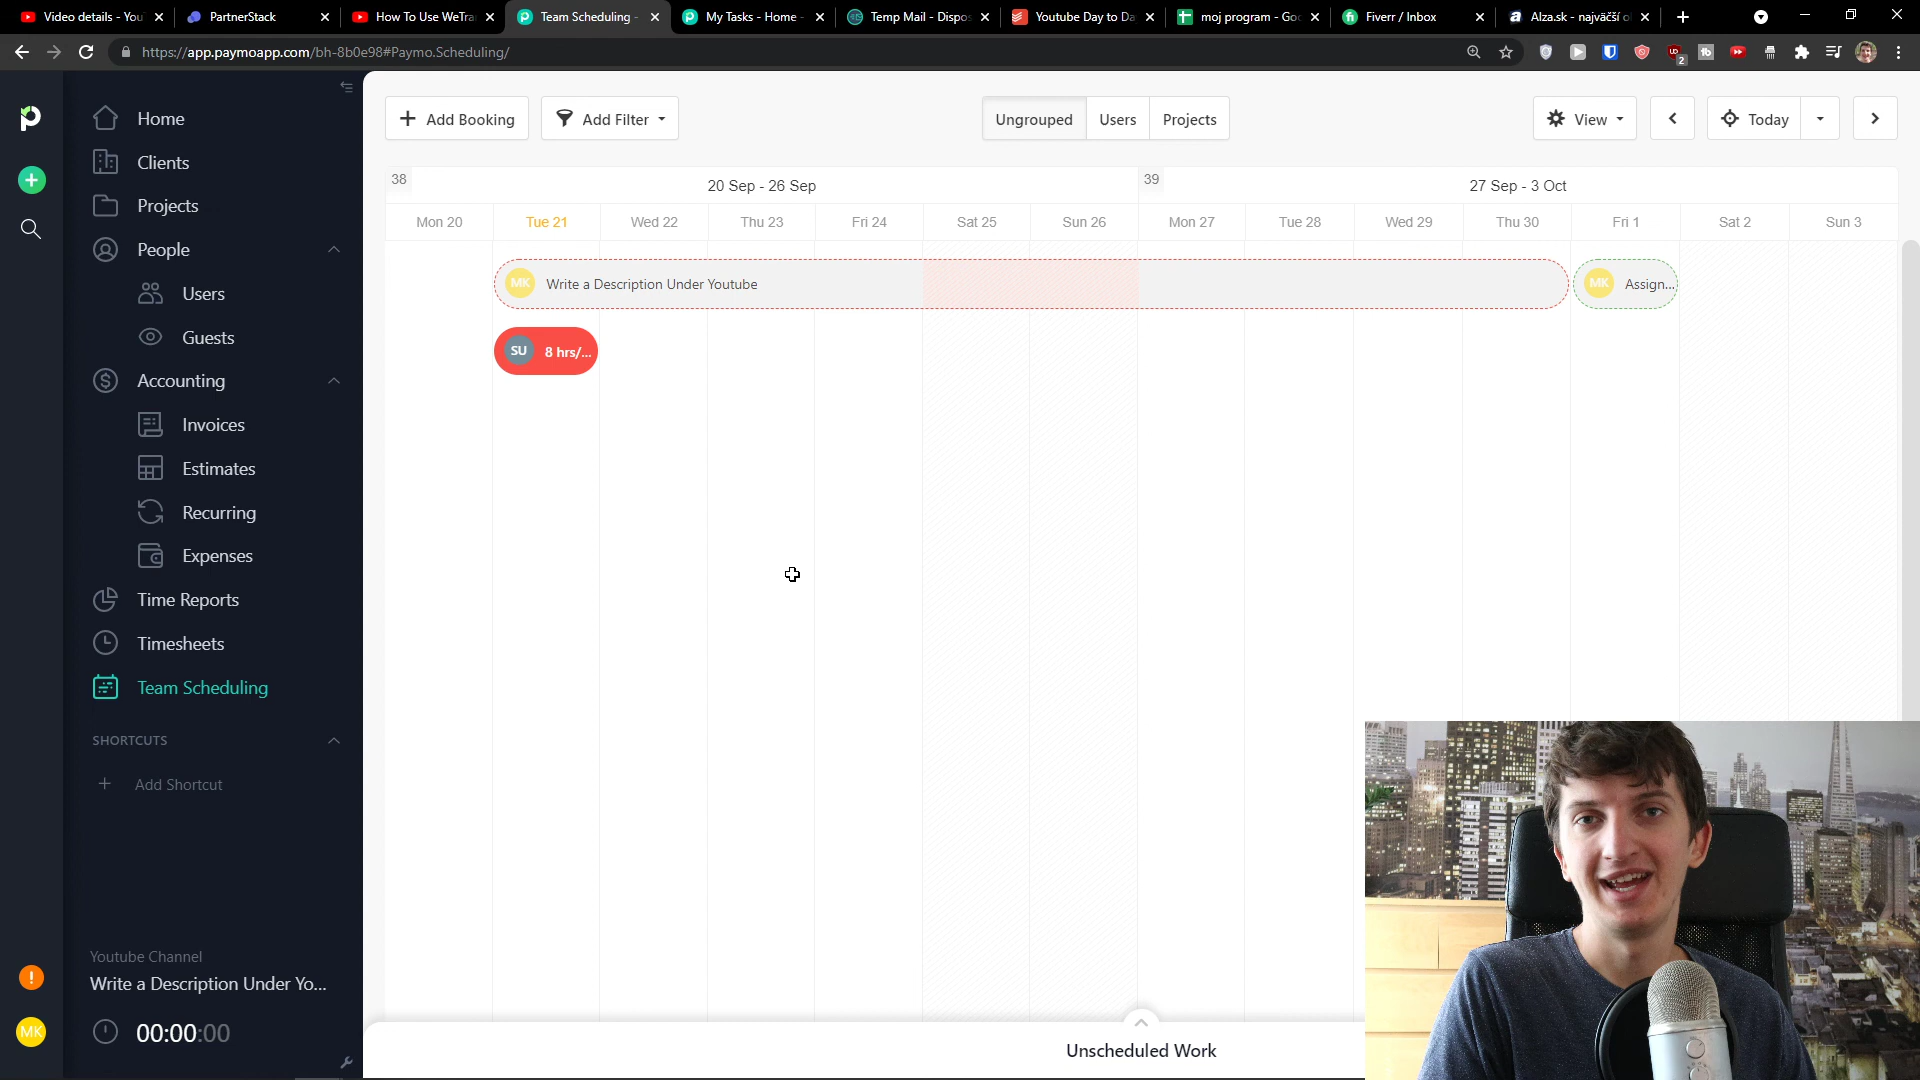 Video details - You
PartnerStack
How To Use WeTra
Team Scheduling -
My Tasks - Home -
Temp Mail - Dispos
Youtube Day to Da
moj program - Go
Fiverr / Inbox
Alza.sk - najväčší o
https://app.paymoapp.com/bh-8b0e98#Paymo.Scheduling/
2
Home
Clients
Projects
People
Users
Guests
Accounting
Invoices
Estimates
Recurring
Expenses
Time Reports
Timesheets
Team Scheduling
SHORTCUTS
+ Add Shortcut
Youtube Channel
Write a Description Under Yo...
MK
00:00:00
+ Add Booking
Add Filter
Ungrouped
Users
Projects
View
Today
38
20 Sep - 26 Sep
39
27 Sep - 3 Oct
Mon 20
Tue 21
Wed 22
Thu 23
Fri 24
Sat 25
Sun 26
Mon 27
Tue 28
Wed 29
Thu 30
Fri 1
Sat 2
Sun 3
MK Write a Description Under Youtube
MK Assign...
SU 8 hrs/...
Unscheduled Work